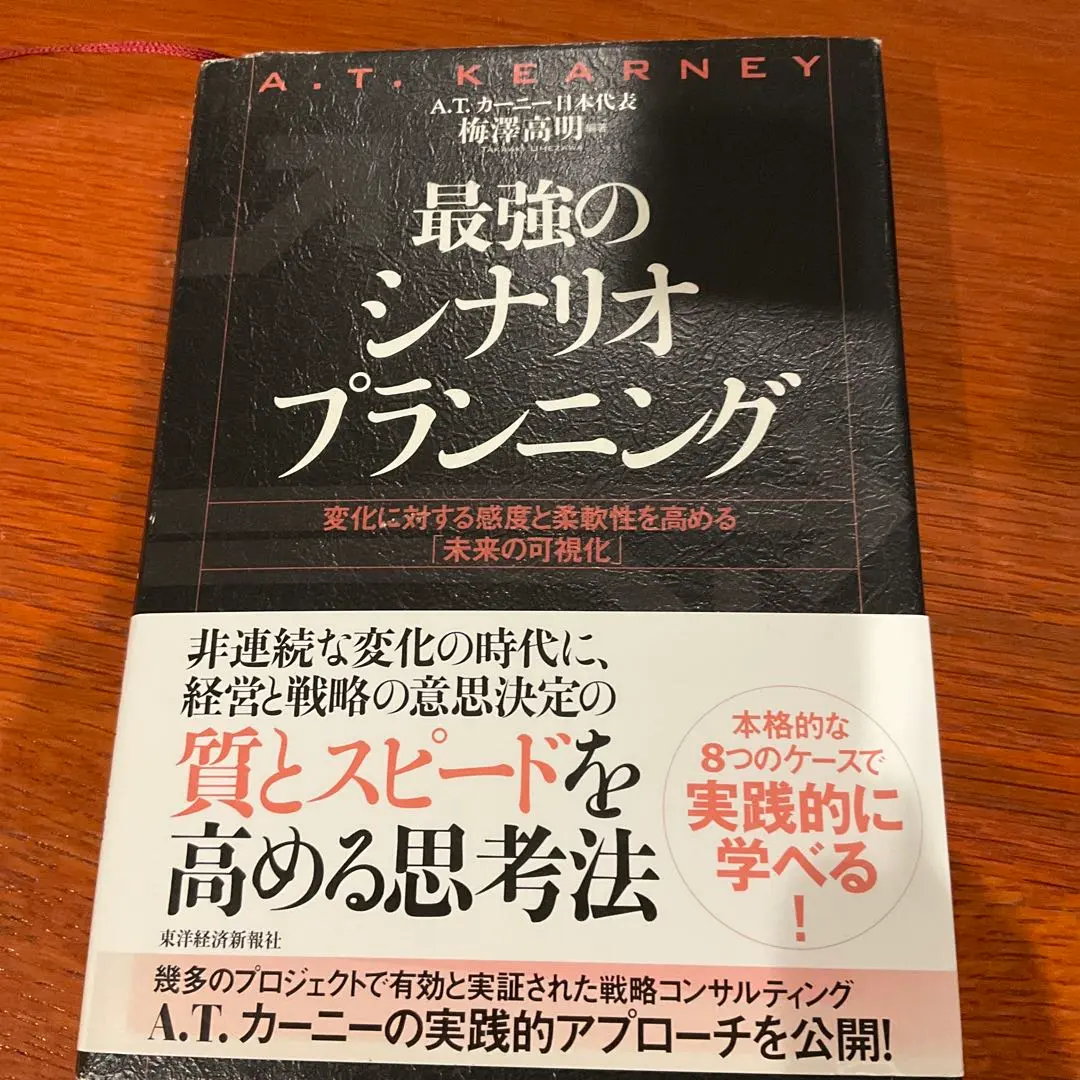 A.T. KEARNEY
A.T. カーニー日本代表
梅澤高明 編著
TAKAAKI UMEZAWA
最強の
シナリオ
プランニング
変化に対する感度と柔軟性を高める
「未来の可視化」
非連続な変化の時代に、
経営と戦略の意思決定の
質とスピードを
高める思考法
本格的な
8つのケースで
実践的に
学べる
!
東洋経済新報社
幾多のプロジェクトで有効と実証された戦略コンサルティング
A.T. カーニーの実践的アプローチを公開!